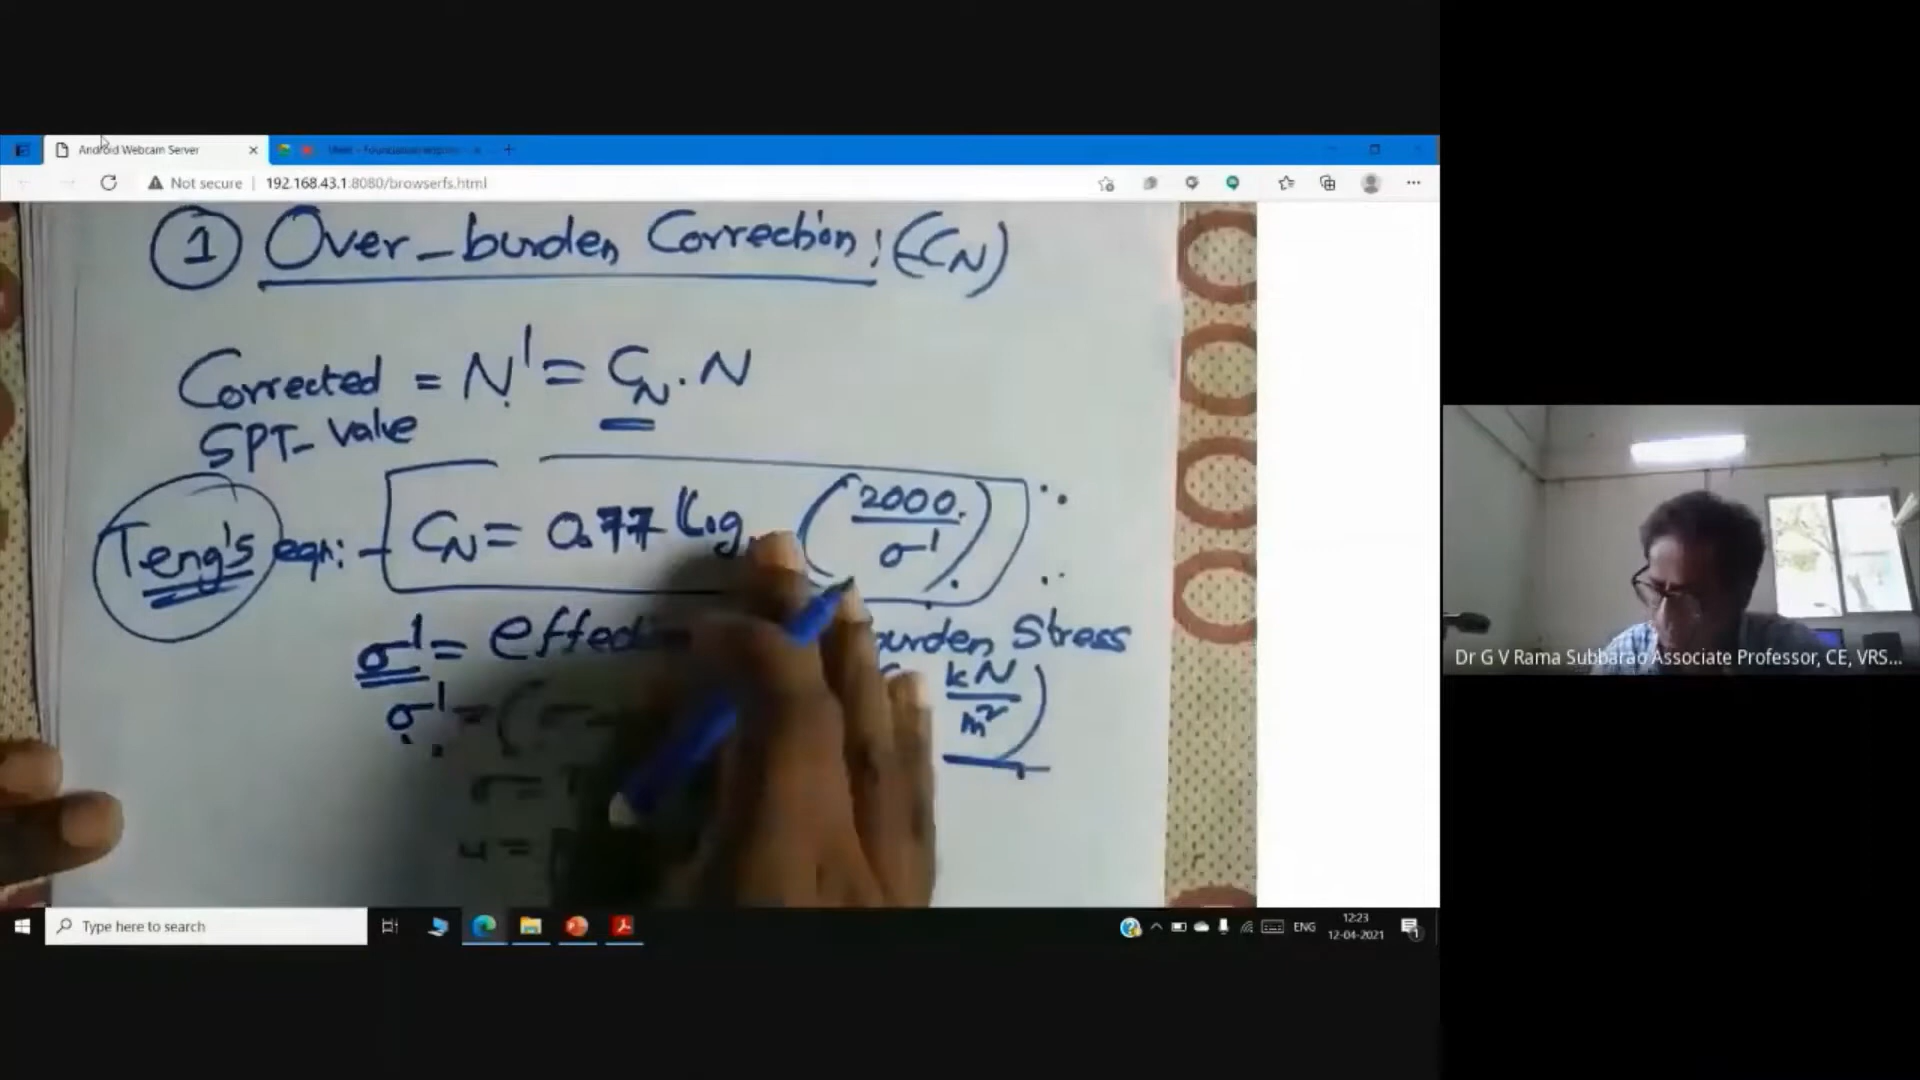 Android Webcam Server
Not secure
192.168.43.1:8080/browserfs.html
1 Over-burden Correction: (CN)
Corrected = N' = CN . N
SPT-value
Teng's eqn:- CN = 0.77 log (2000/σ')
σ' = effecti burden stress
σ' = (σ- kN/m²)
σ =
u =
Type here to search
ENG
12:23
12-04-2021
Dr G V Rama Subbarao Associate Professor, CE, VRS...